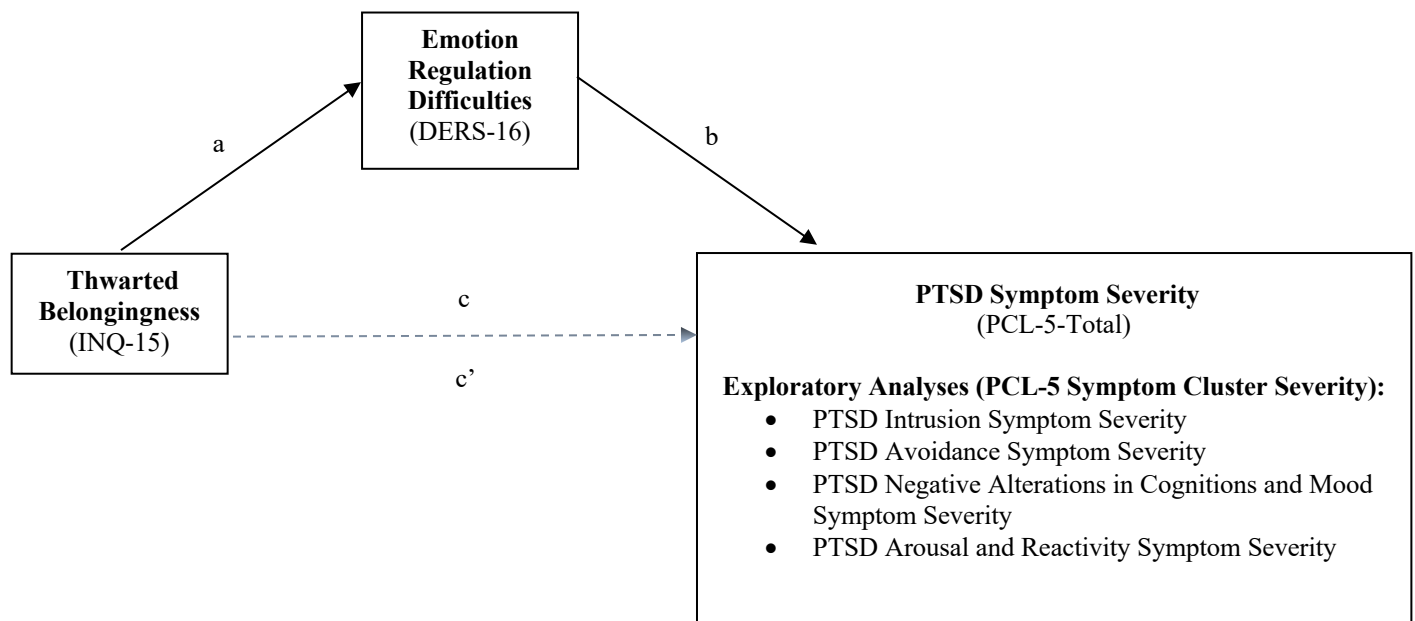 Emotion
Regulation
Difficulties
(DERS-16)
a
b
Thwarted
Belongingness
(INQ-15)
c
c’
PTSD Symptom Severity
(PCL-5-Total)
Exploratory Analyses (PCL-5 Symptom Cluster Severity):
• PTSD Intrusion Symptom Severity
• PTSD Avoidance Symptom Severity
• PTSD Negative Alterations in Cognitions and Mood
Symptom Severity
• PTSD Arousal and Reactivity Symptom Severity